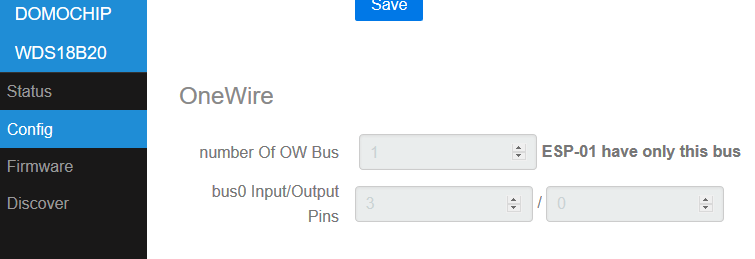 DOMOCHIP
Save
WDS18B20
Status
OneWire
Config
number Of OW Bus 1 ESP-01 have only this bus
Firmware
bus0 Input/Output Pins 3 / 0
Discover